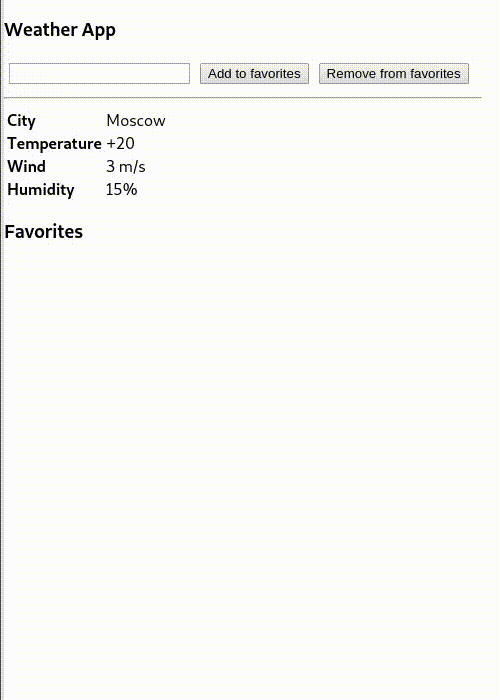 Weather App
Add to favorites Remove from favorites
City Moscow
Temperature +20
Wind 3 m/s
Humidity 15%
Favorites